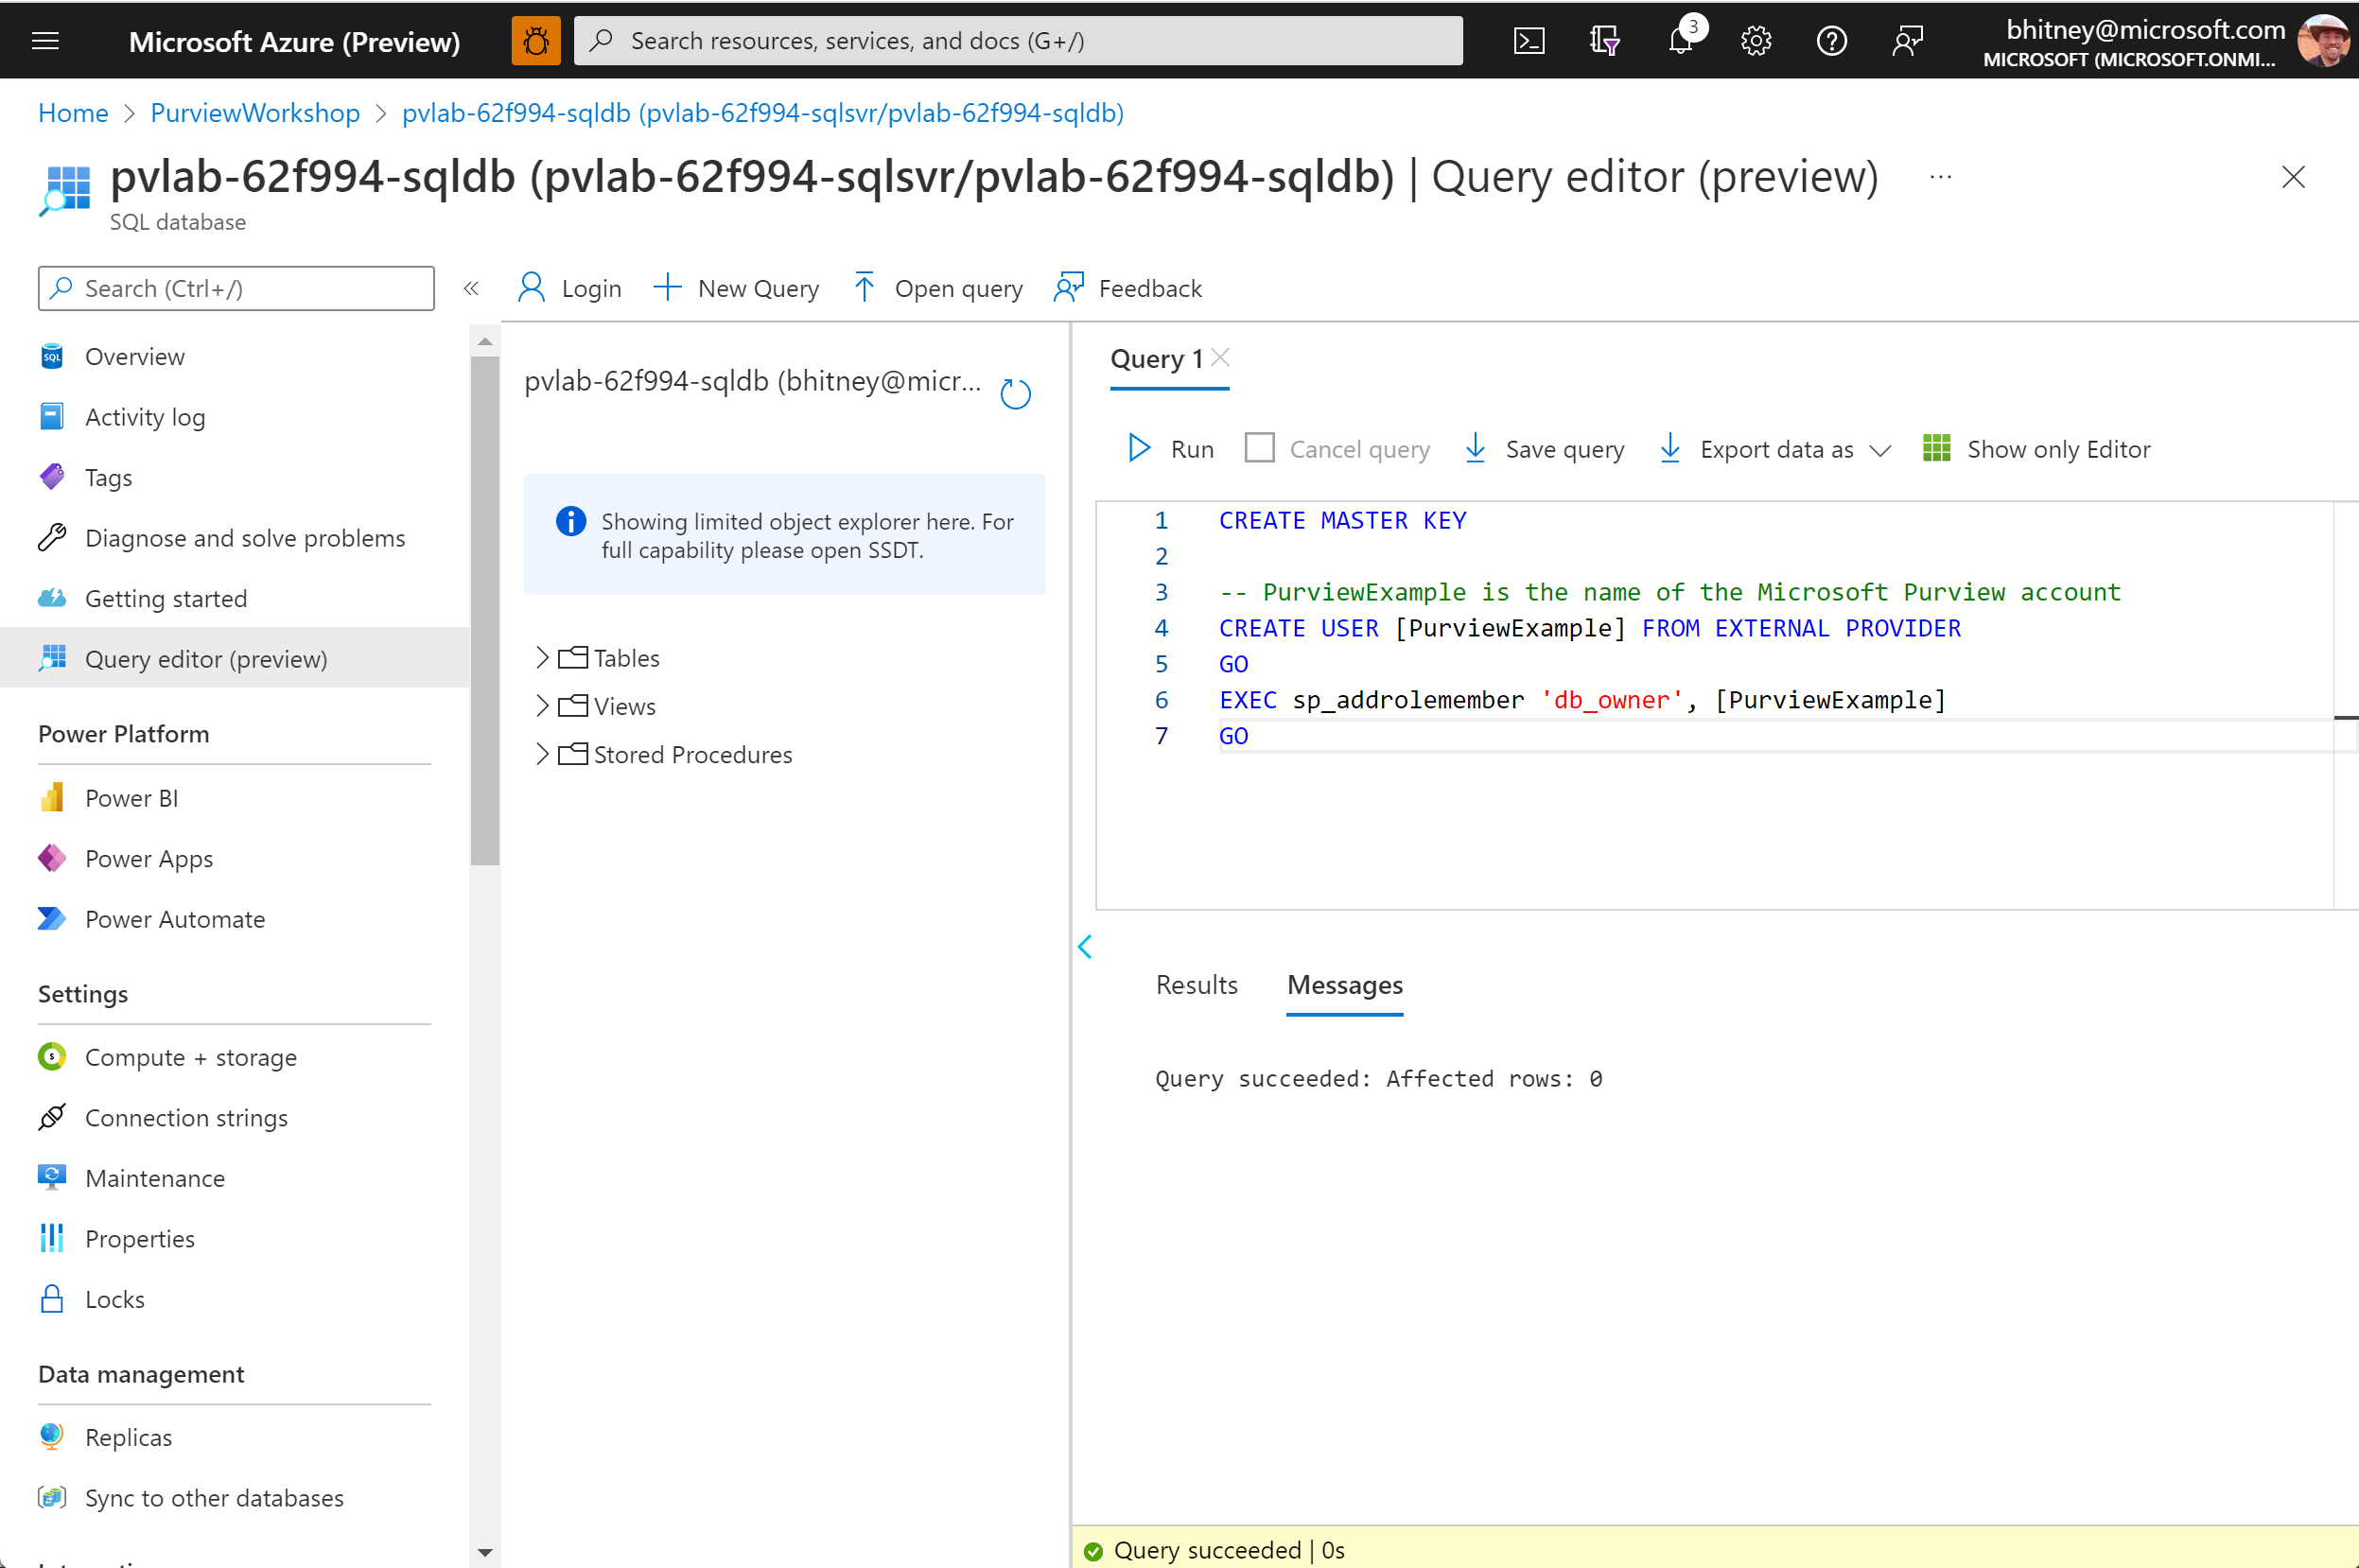 Microsoft Azure (Preview)
Search resources, services, and docs (G+/)
3
bhitney@microsoft.com
MICROSOFT (MICROSOFT.ONMI...
Home > PurviewWorkshop > pvlab-62f994-sqldb (pvlab-62f994-sqlsvr/pvlab-62f994-sqldb)
pvlab-62f994-sqldb (pvlab-62f994-sqlsvr/pvlab-62f994-sqldb) | Query editor (preview) ...
SQL database
Search (Ctrl+/)
«
Overview
Activity log
Tags
Diagnose and solve problems
Getting started
Query editor (preview)
Power Platform
Power BI
Power Apps
Power Automate
Settings
Compute + storage
Connection strings
Maintenance
Properties
Locks
Data management
Replicas
Sync to other databases
Login
New Query
Open query
Feedback
pvlab-62f994-sqldb (bhitney@micr...
Showing limited object explorer here. For
full capability please open SSDT.
Tables
Views
Stored Procedures
Query 1
Run
Cancel query
Save query
Export data as
Show only Editor
1 CREATE MASTER KEY
2
3 -- PurviewExample is the name of the Microsoft Purview account
4 CREATE USER [PurviewExample] FROM EXTERNAL PROVIDER
5 GO
6 EXEC sp_addrolemember 'db_owner', [PurviewExample]
7 GO
Results
Messages
Query succeeded: Affected rows: 0
Query succeeded | 0s